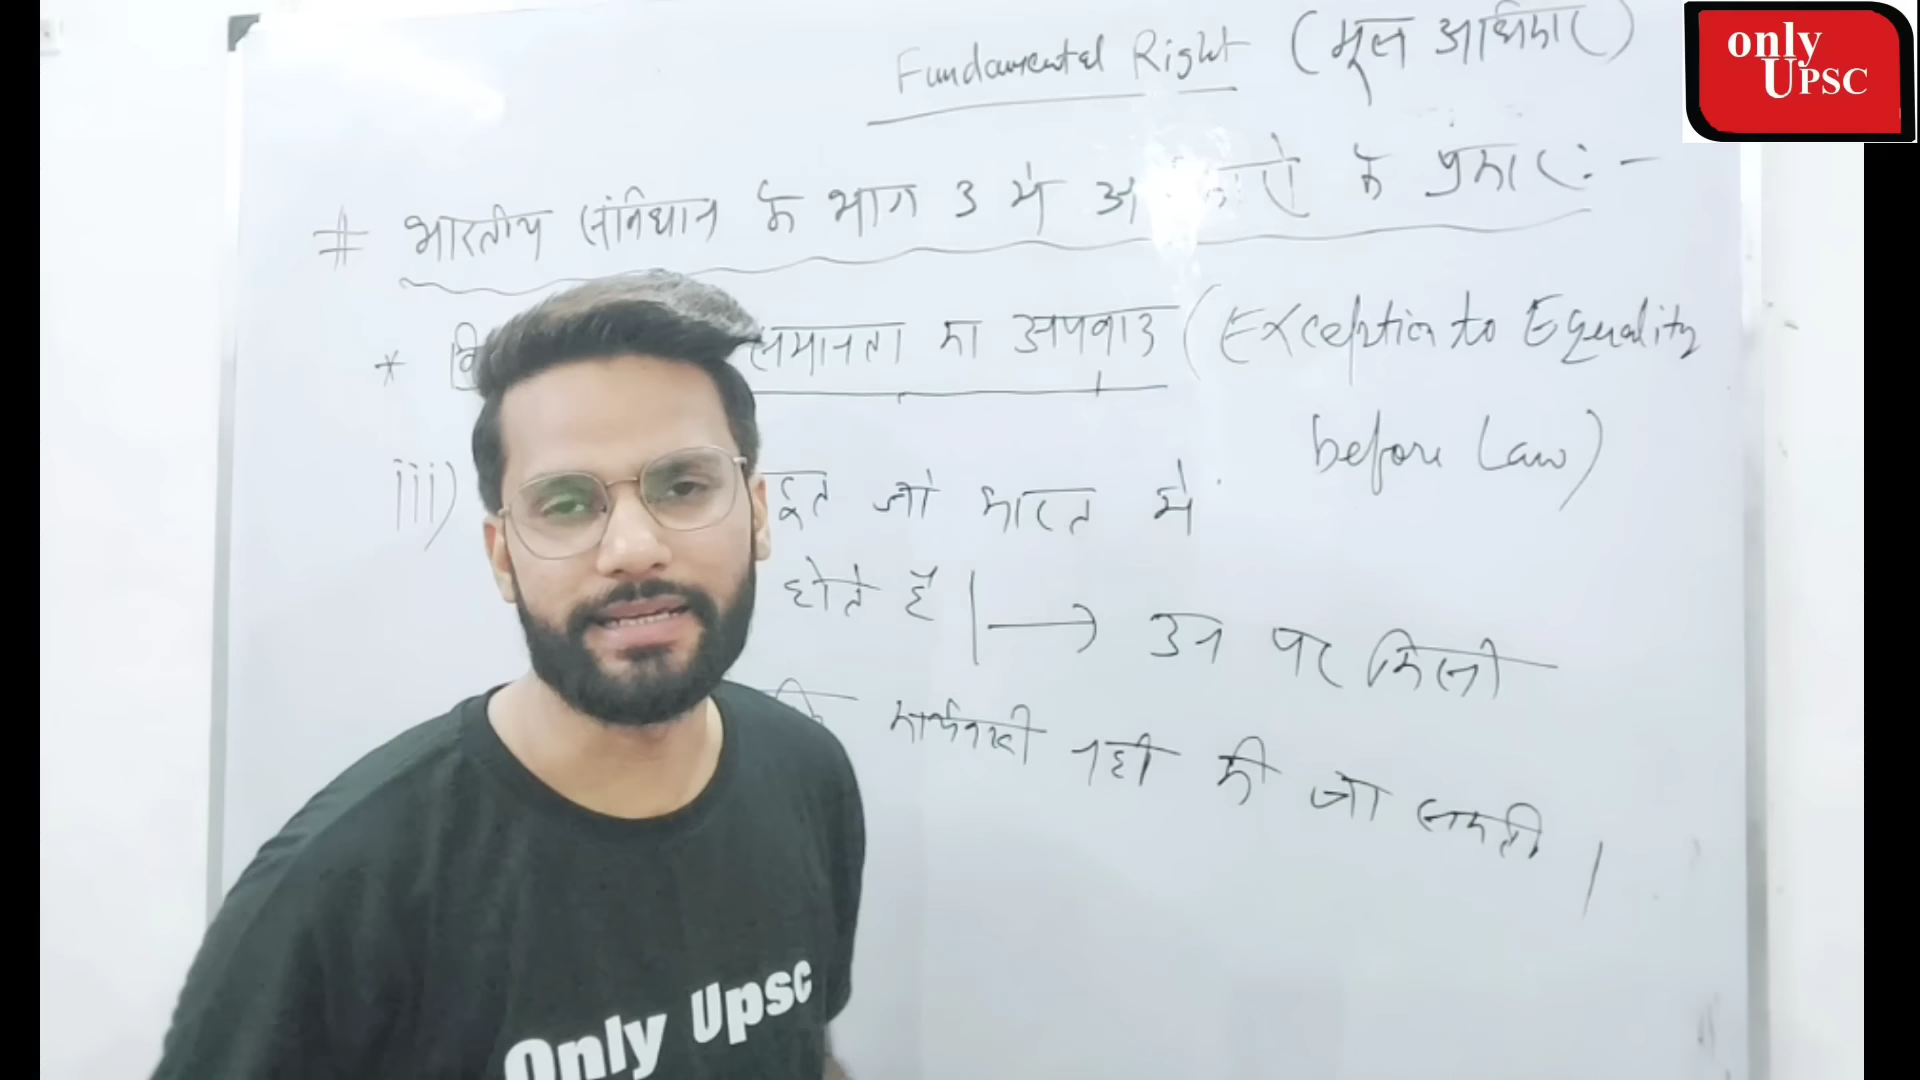 Fundamental Right (मूल अधिकार)
only
UPSC
# भारतीय संविधान के भाग 3 में के प्रकार : -
* समानता का अपवाद (Exception to Equality
before Law)
iii) दूत जो भारत में
होते हैं | → उन पर किसी
कार्यवाही नहीं की जा सकती |
Only Upsc